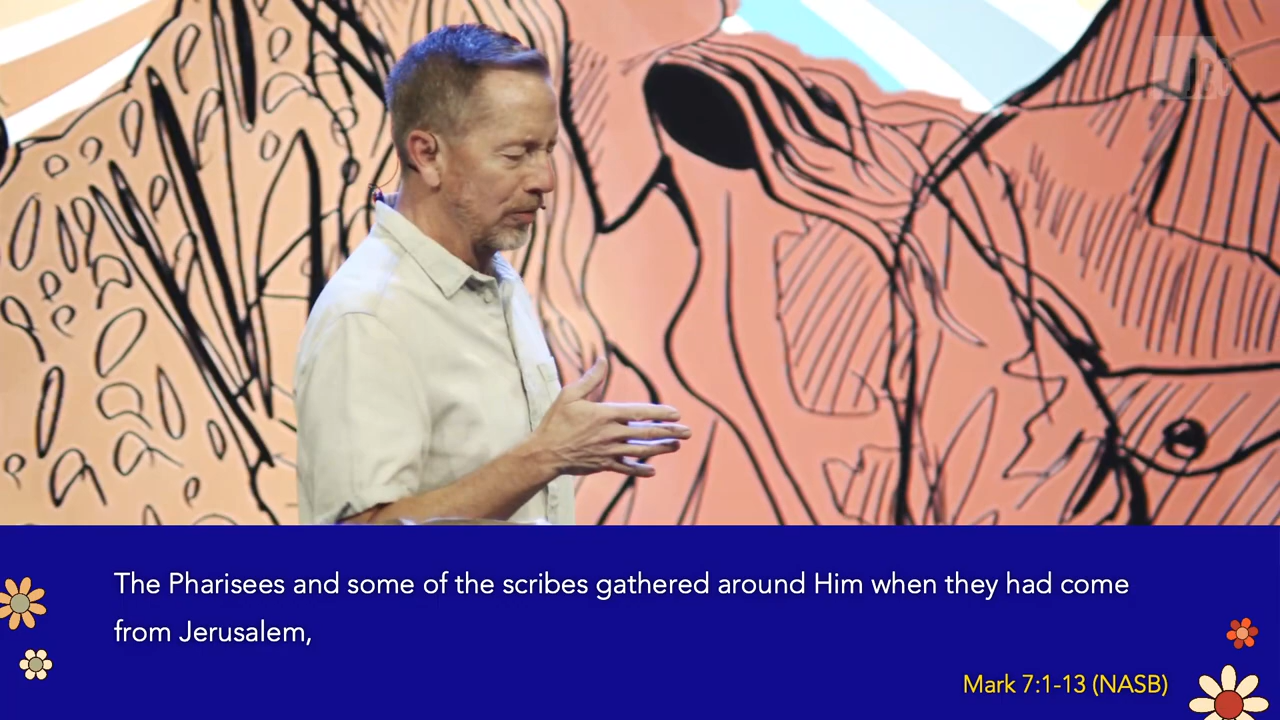 The Pharisees and some of the scribes gathered around Him when they had come
from Jerusalem,
Mark 7:1-13 (NASB)